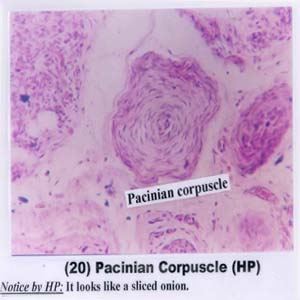 Pacinian corpuscle
(20) Pacinian Corpuscle (HP)
Notice by HP: It looks like a sliced onion.